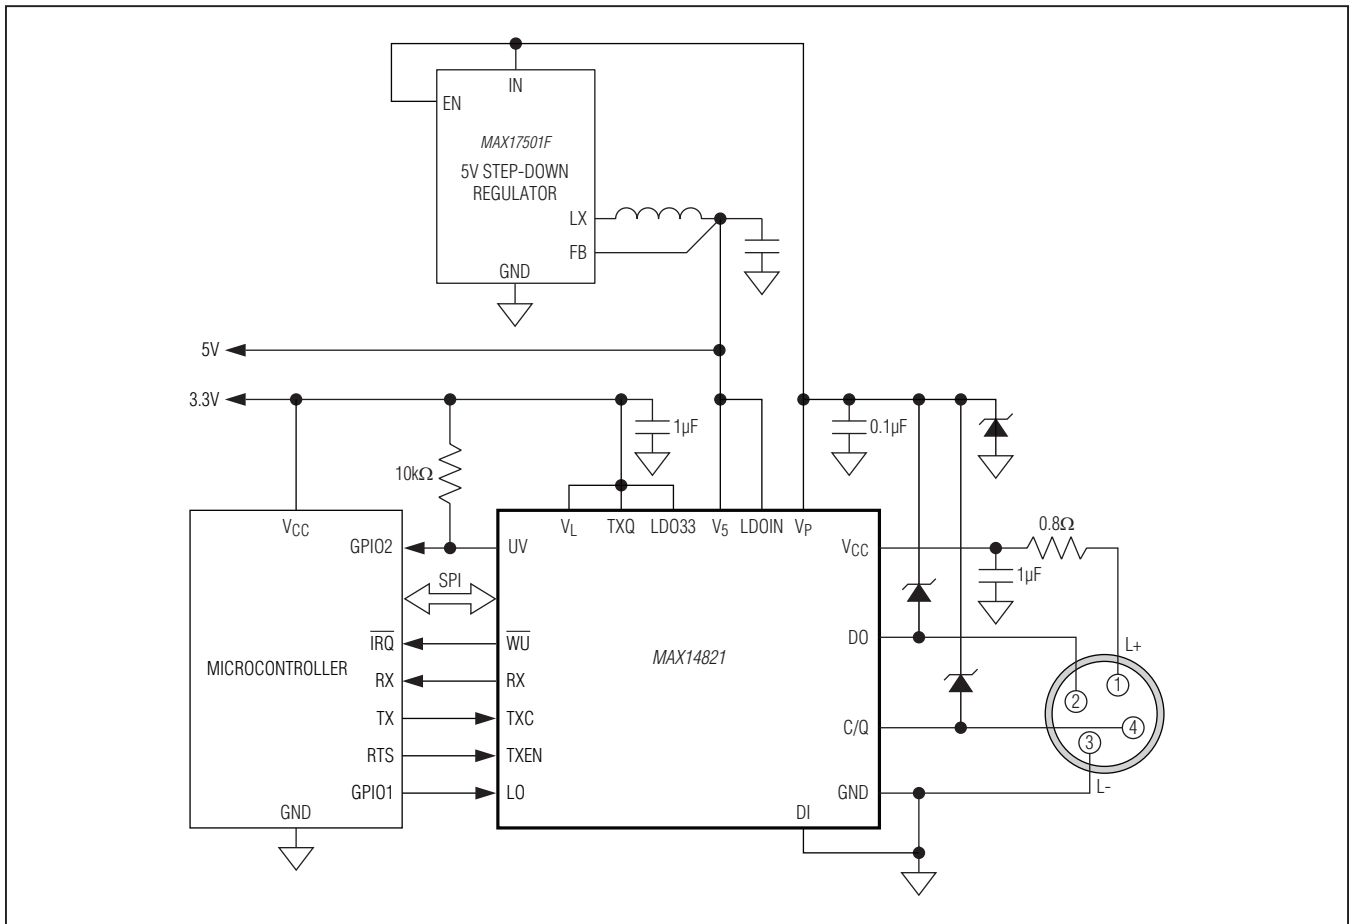 IN
EN
MAX17501F
5V STEP-DOWN
REGULATOR
LX
FB
GND
5V
3.3V
1µF
0.1µF
10kΩ
VCC
VL
TXQ
LDO33
V5
LDOIN
VP
0.8Ω
GPIO2
UV
VCC
1µF
SPI
IRQ
WU
DO
L+
MICROCONTROLLER
MAX14821
RX
RX
1
2
TX
TXC
C/Q
4
3
RTS
TXEN
GPIO1
LO
GND
L-
GND
DI